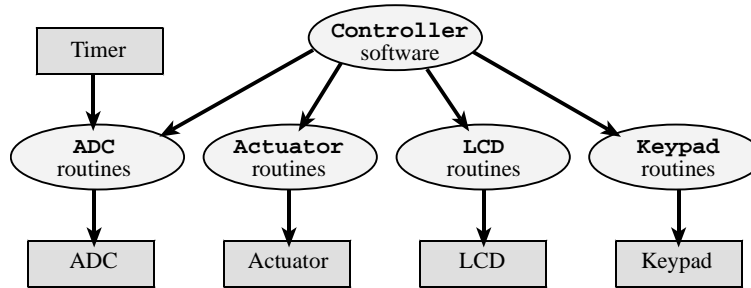 Controller
software
Timer
ADC
routines
Actuator
routines
LCD
routines
Keypad
routines
ADC
Actuator
LCD
Keypad